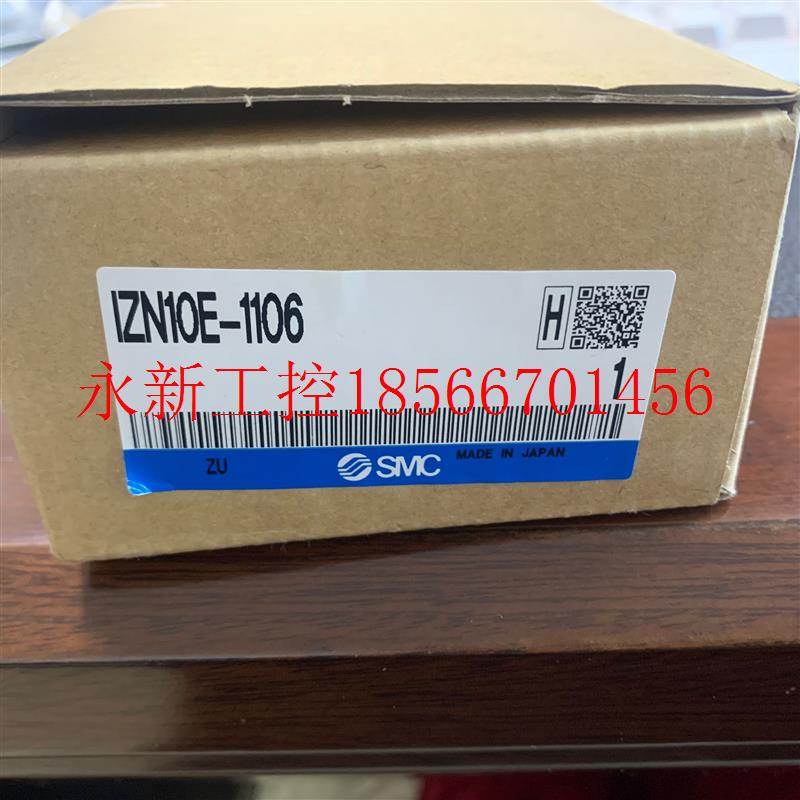 IZN10E-1106
H
1
永新工控18566701456
ZU
SMC
MADE IN JAPAN